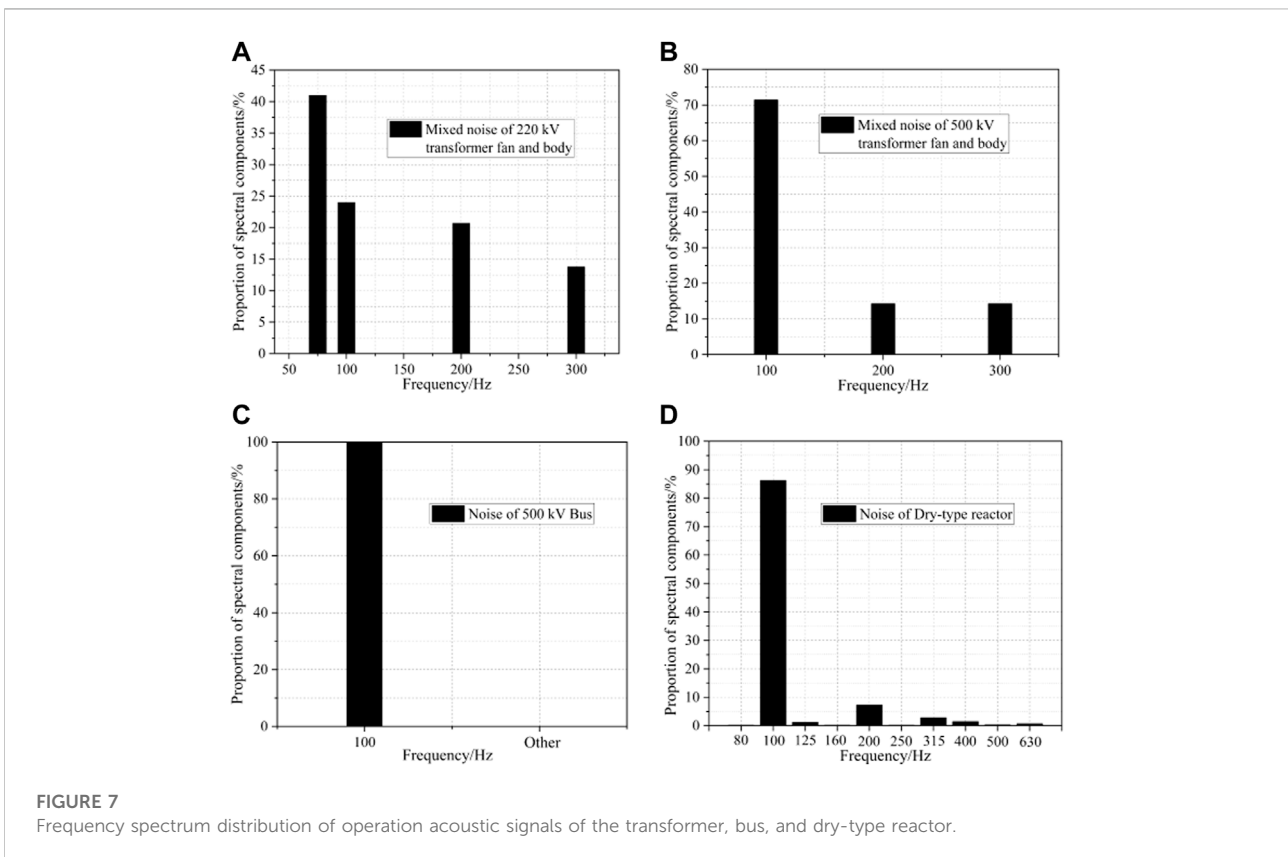 A
45
40
35
30
25
20
15
10
5
0
Proportion of spectral components/%
Mixed noise of 220 kV
transformer fan and body
50 100 150 200 250 300
Frequency/Hz
B
80
70
60
50
40
30
20
10
0
Proportion of spectral components/%
Mixed noise of 500 kV
transformer fan and body
100 200 300
Frequency/Hz
C
100
80
60
40
20
0
Proportion of spectral components/%
Noise of 500 kV Bus
100 Other
Frequency/Hz
D
100
90
80
70
60
50
40
30
20
10
0
Proportion of spectral components/%
Noise of Dry-type reactor
80 100 125 160 200 250 315 400 500 630
Frequency/Hz
FIGURE 7
Frequency spectrum distribution of operation acoustic signals of the transformer, bus, and dry-type reactor.